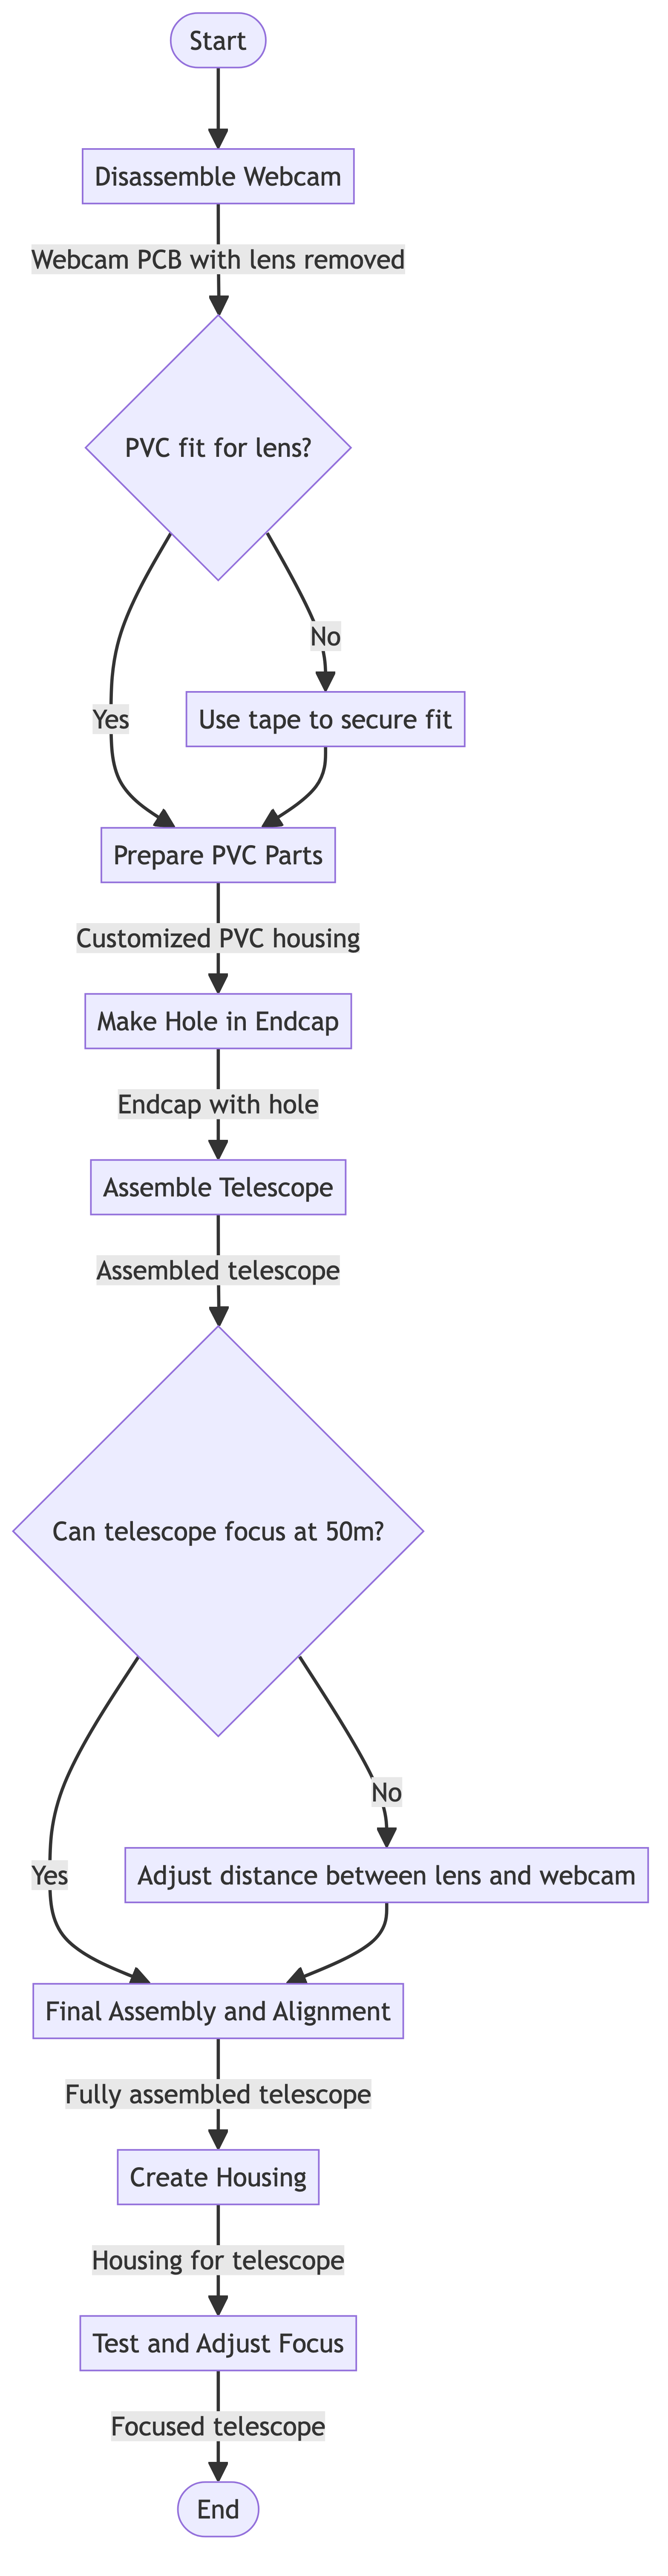 Start
Disassemble Webcam
Webcam PCB with lens removed
PVC fit for lens?
No
Yes
Use tape to secure fit
Prepare PVC Parts
Customized PVC housing
Make Hole in Endcap
Endcap with hole
Assemble Telescope
Assembled telescope
Can telescope focus at 50m?
No
Yes
Adjust distance between lens and webcam
Final Assembly and Alignment
Fully assembled telescope
Create Housing
Housing for telescope
Test and Adjust Focus
Focused telescope
End